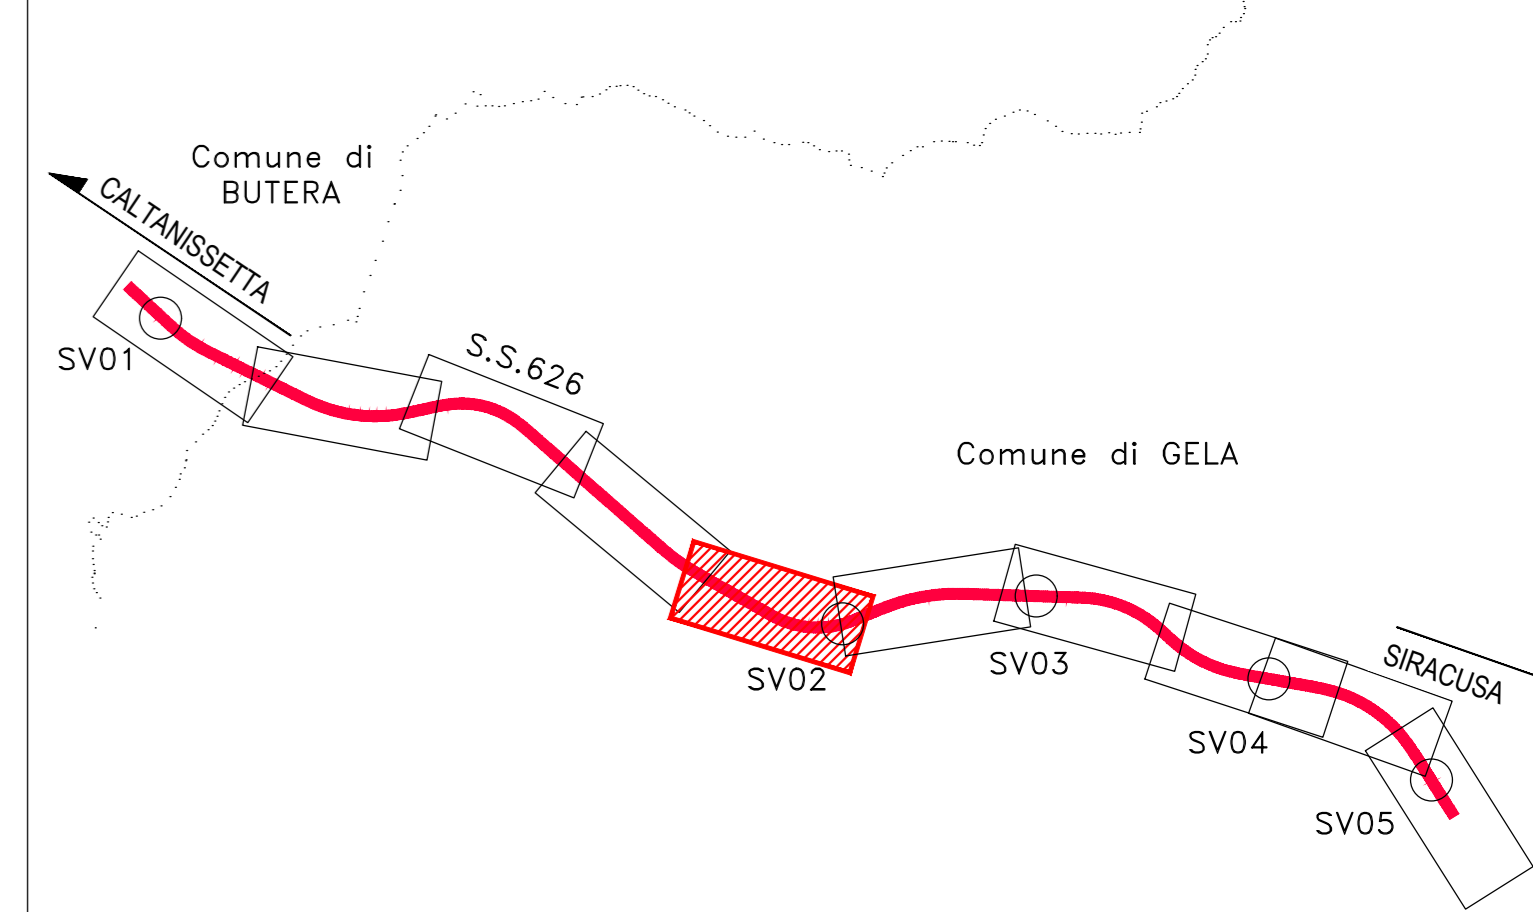 Comune di
BUTERA
CALTANISSETTA
SV01
S.S.626
Comune di GELA
SV02
SV03
SIRACUSA
SV04
SV05